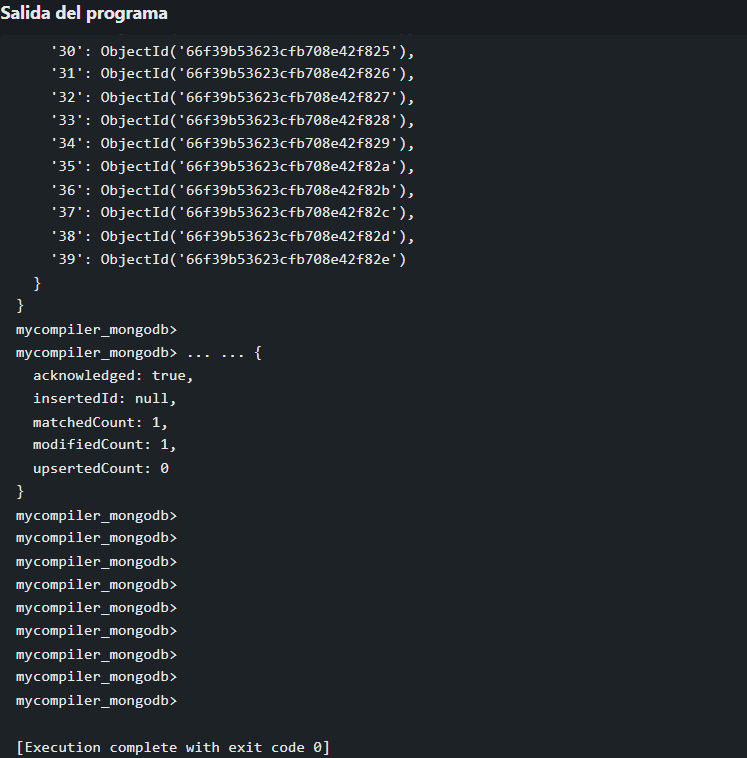 Salida del programa
'30': ObjectId('66f39b53623cfb708e42f825'),
'31': ObjectId('66f39b53623cfb708e42f826'),
'32': ObjectId('66f39b53623cfb708e42f827'),
'33': ObjectId('66f39b53623cfb708e42f828'),
'34': ObjectId('66f39b53623cfb708e42f829'),
'35': ObjectId('66f39b53623cfb708e42f82a'),
'36': ObjectId('66f39b53623cfb708e42f82b'),
'37': ObjectId('66f39b53623cfb708e42f82c'),
'38': ObjectId('66f39b53623cfb708e42f82d'),
'39': ObjectId('66f39b53623cfb708e42f82e')
}
}
mycompiler_mongodb>
mycompiler_mongodb> ... ... {
acknowledged: true,
insertedId: null,
matchedCount: 1,
modifiedCount: 1,
upsertedCount: 0
}
mycompiler_mongodb>
mycompiler_mongodb>
mycompiler_mongodb>
mycompiler_mongodb>
mycompiler_mongodb>
mycompiler_mongodb>
mycompiler_mongodb>
mycompiler_mongodb>
mycompiler_mongodb>
[Execution complete with exit code 0]